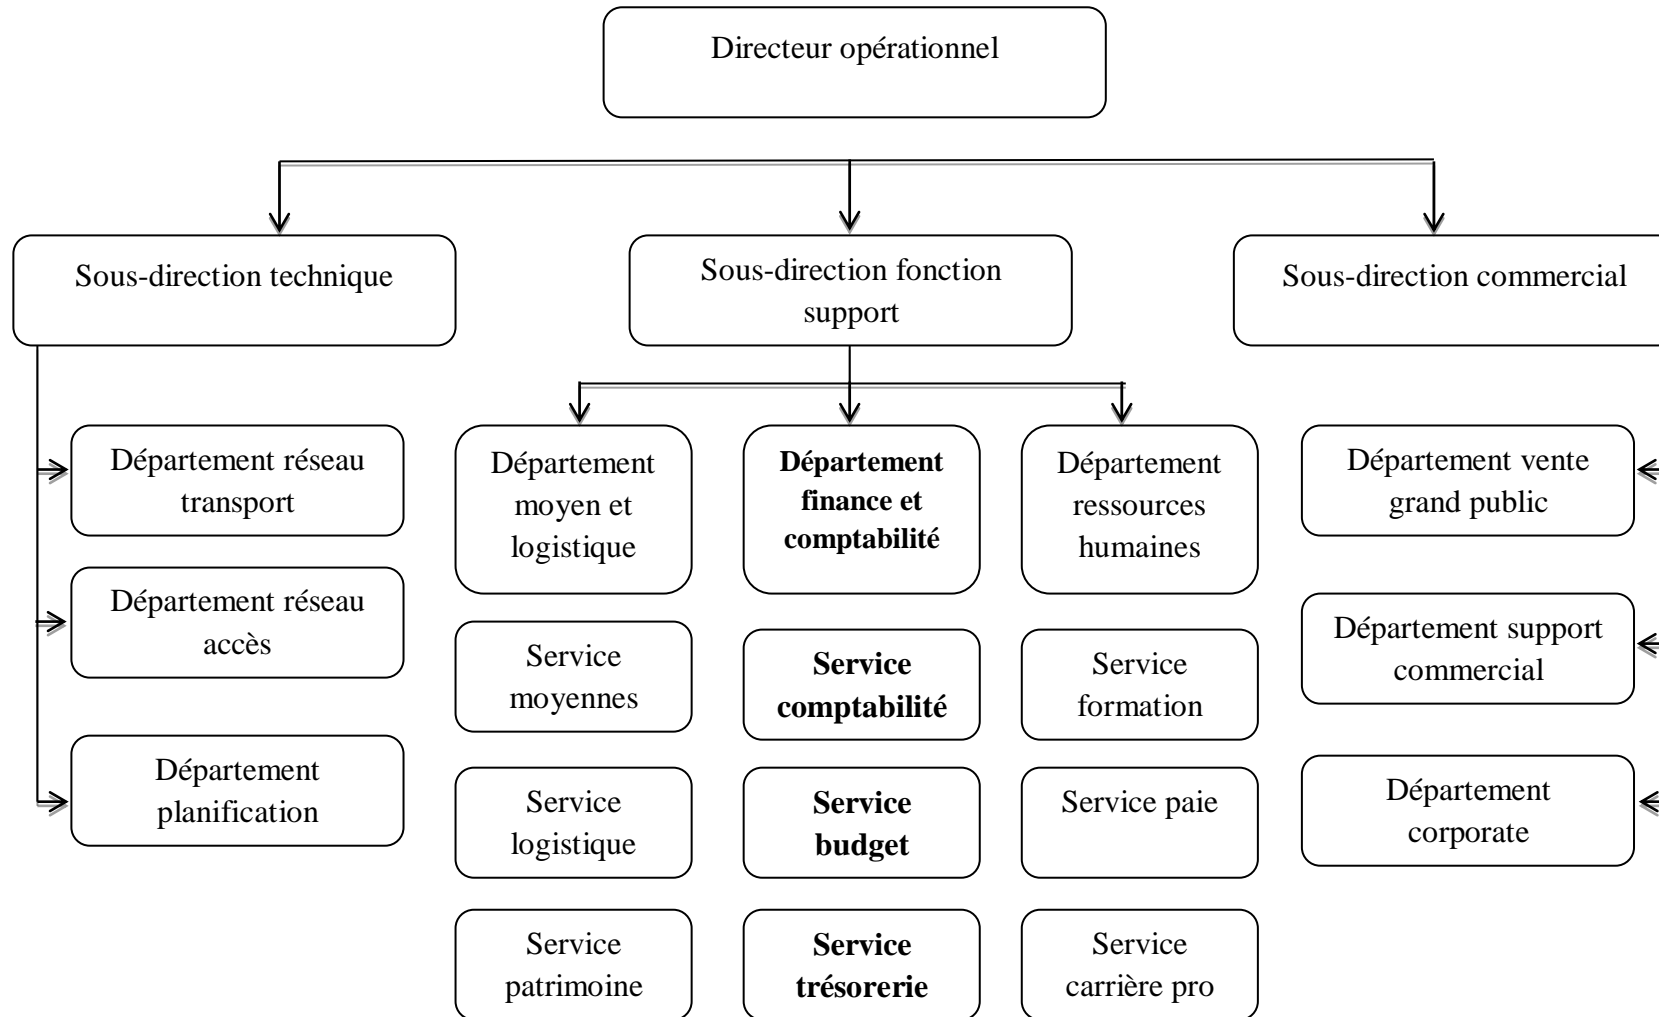 Directeur opérationnel
Sous-direction technique
Sous-direction fonction
support
Sous-direction commercial
Département réseau
transport
Département réseau
accès
Département
planification
Département
moyen et
logistique
Service
moyennes
Service
logistique
Service
patrimoine
Département
finance et
comptabilité
Service
comptabilité
Service
budget
Service
trésorerie
Département
ressources
humaines
Service
formation
Service paie
Service
carrière pro
Département vente
grand public
Département support
commercial
Département
corporate